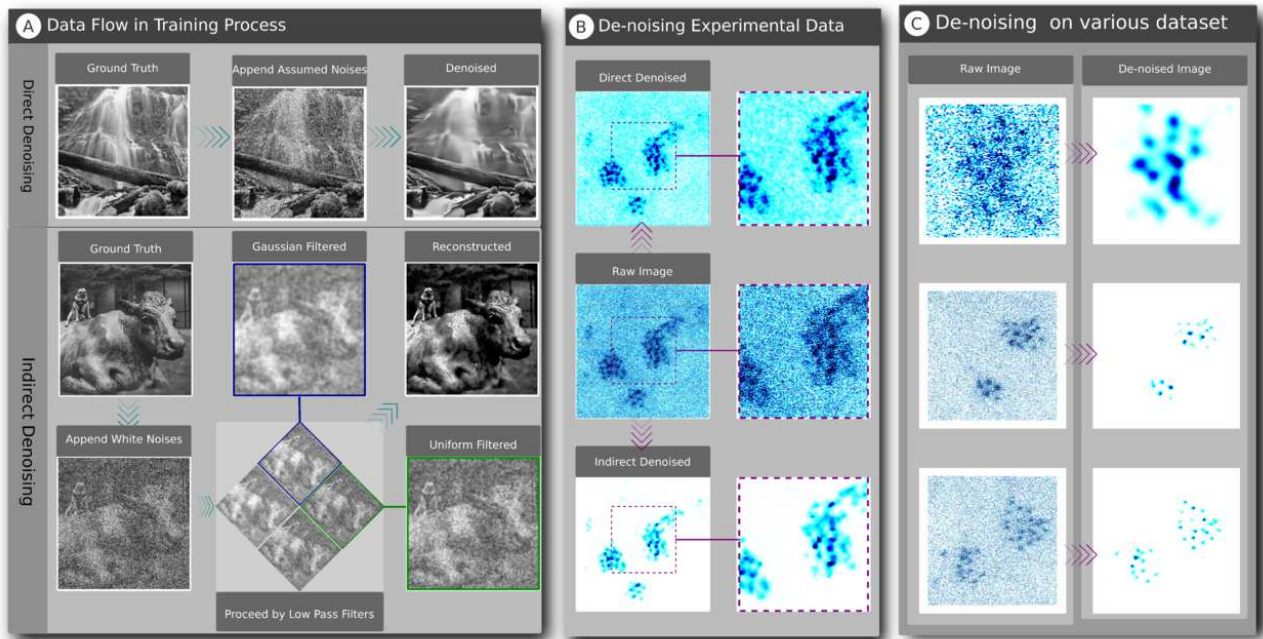 A Data Flow in Training Process
Direct Denoising
Ground Truth
Append Assumed Noises
Denoised
Indirect Denoising
Ground Truth
Gaussian Filtered
Reconstructed
Append White Noises
Uniform Filtered
Proceed by Low Pass Filters
B De-noising Experimental Data
Direct Denoised
Raw Image
Indirect Denoised
C De-noising on various dataset
Raw Image
De-noised Image